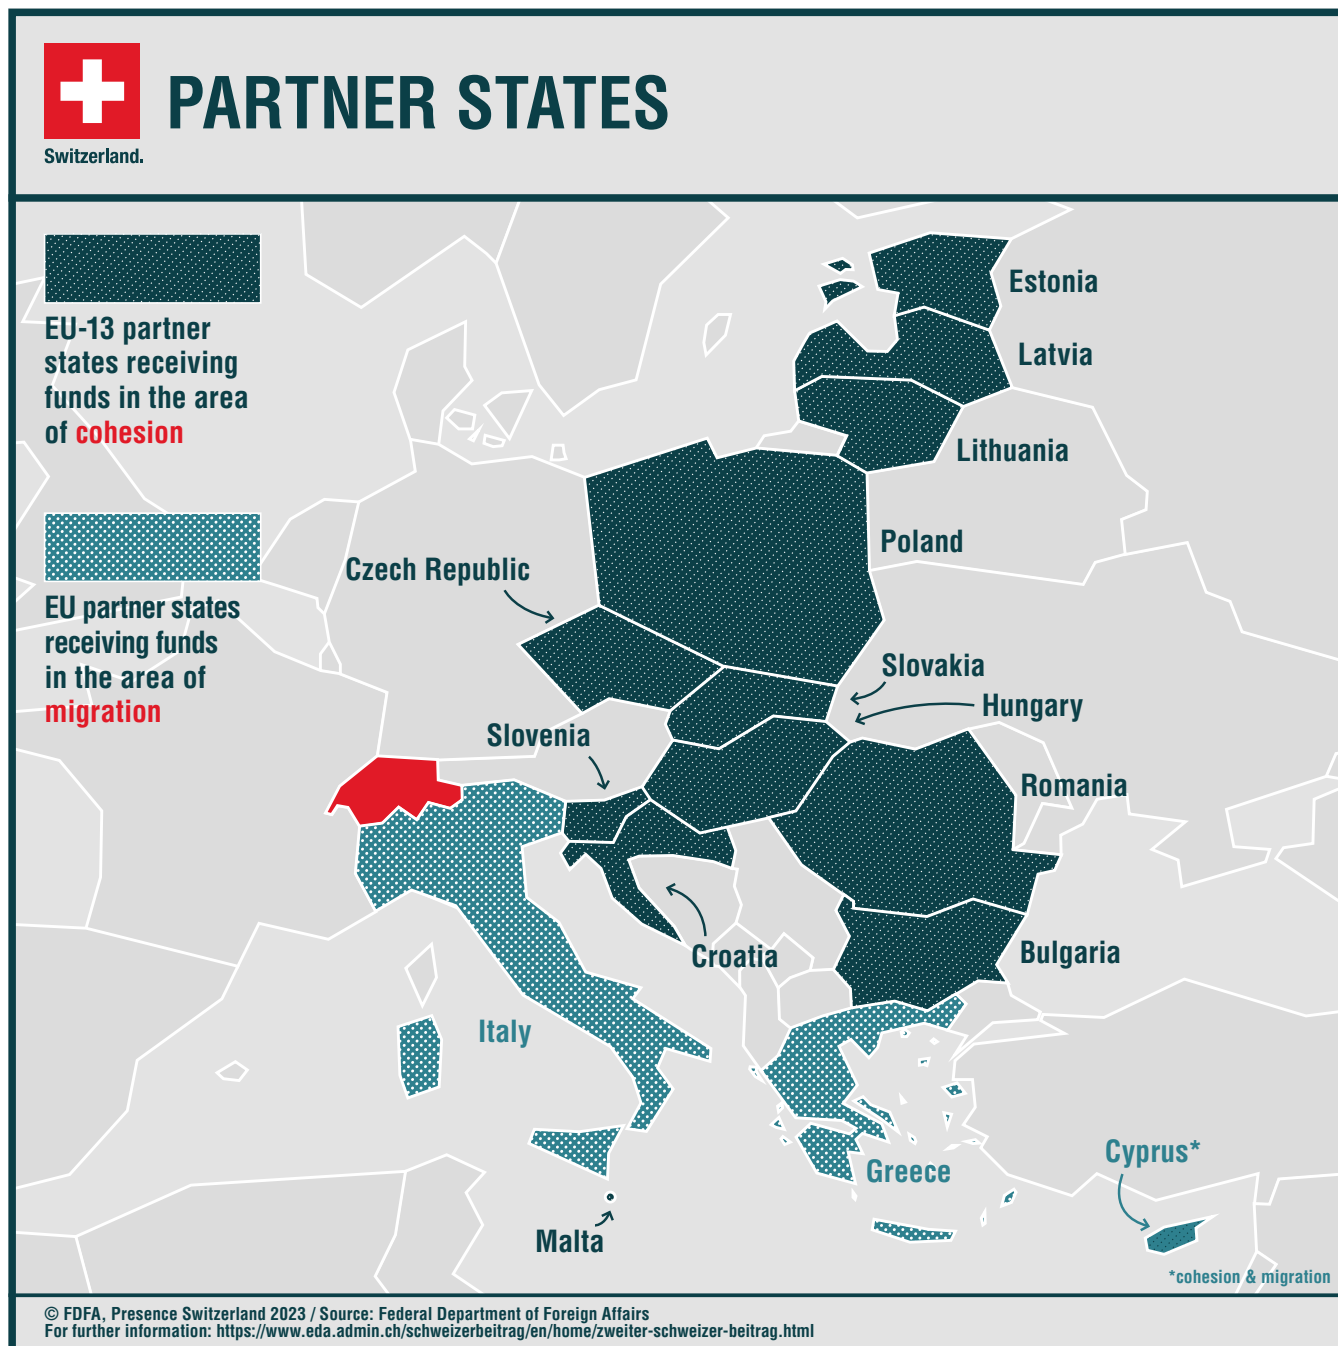 PARTNER STATES
Switzerland.
EU-13 partner
states receiving
funds in the area
of cohesion
EU partner states
receiving funds
in the area of
migration
Estonia
Latvia
Lithuania
Poland
Czech Republic
Slovakia
Hungary
Slovenia
Romania
Croatia
Bulgaria
Italy
Greece
Cyprus*
Malta
*cohesion & migration
© FDFA, Presence Switzerland 2023 / Source: Federal Department of Foreign Affairs
For further information: https://www.eda.admin.ch/schweizerbeitrag/en/home/zweiter-schweizer-beitrag.html